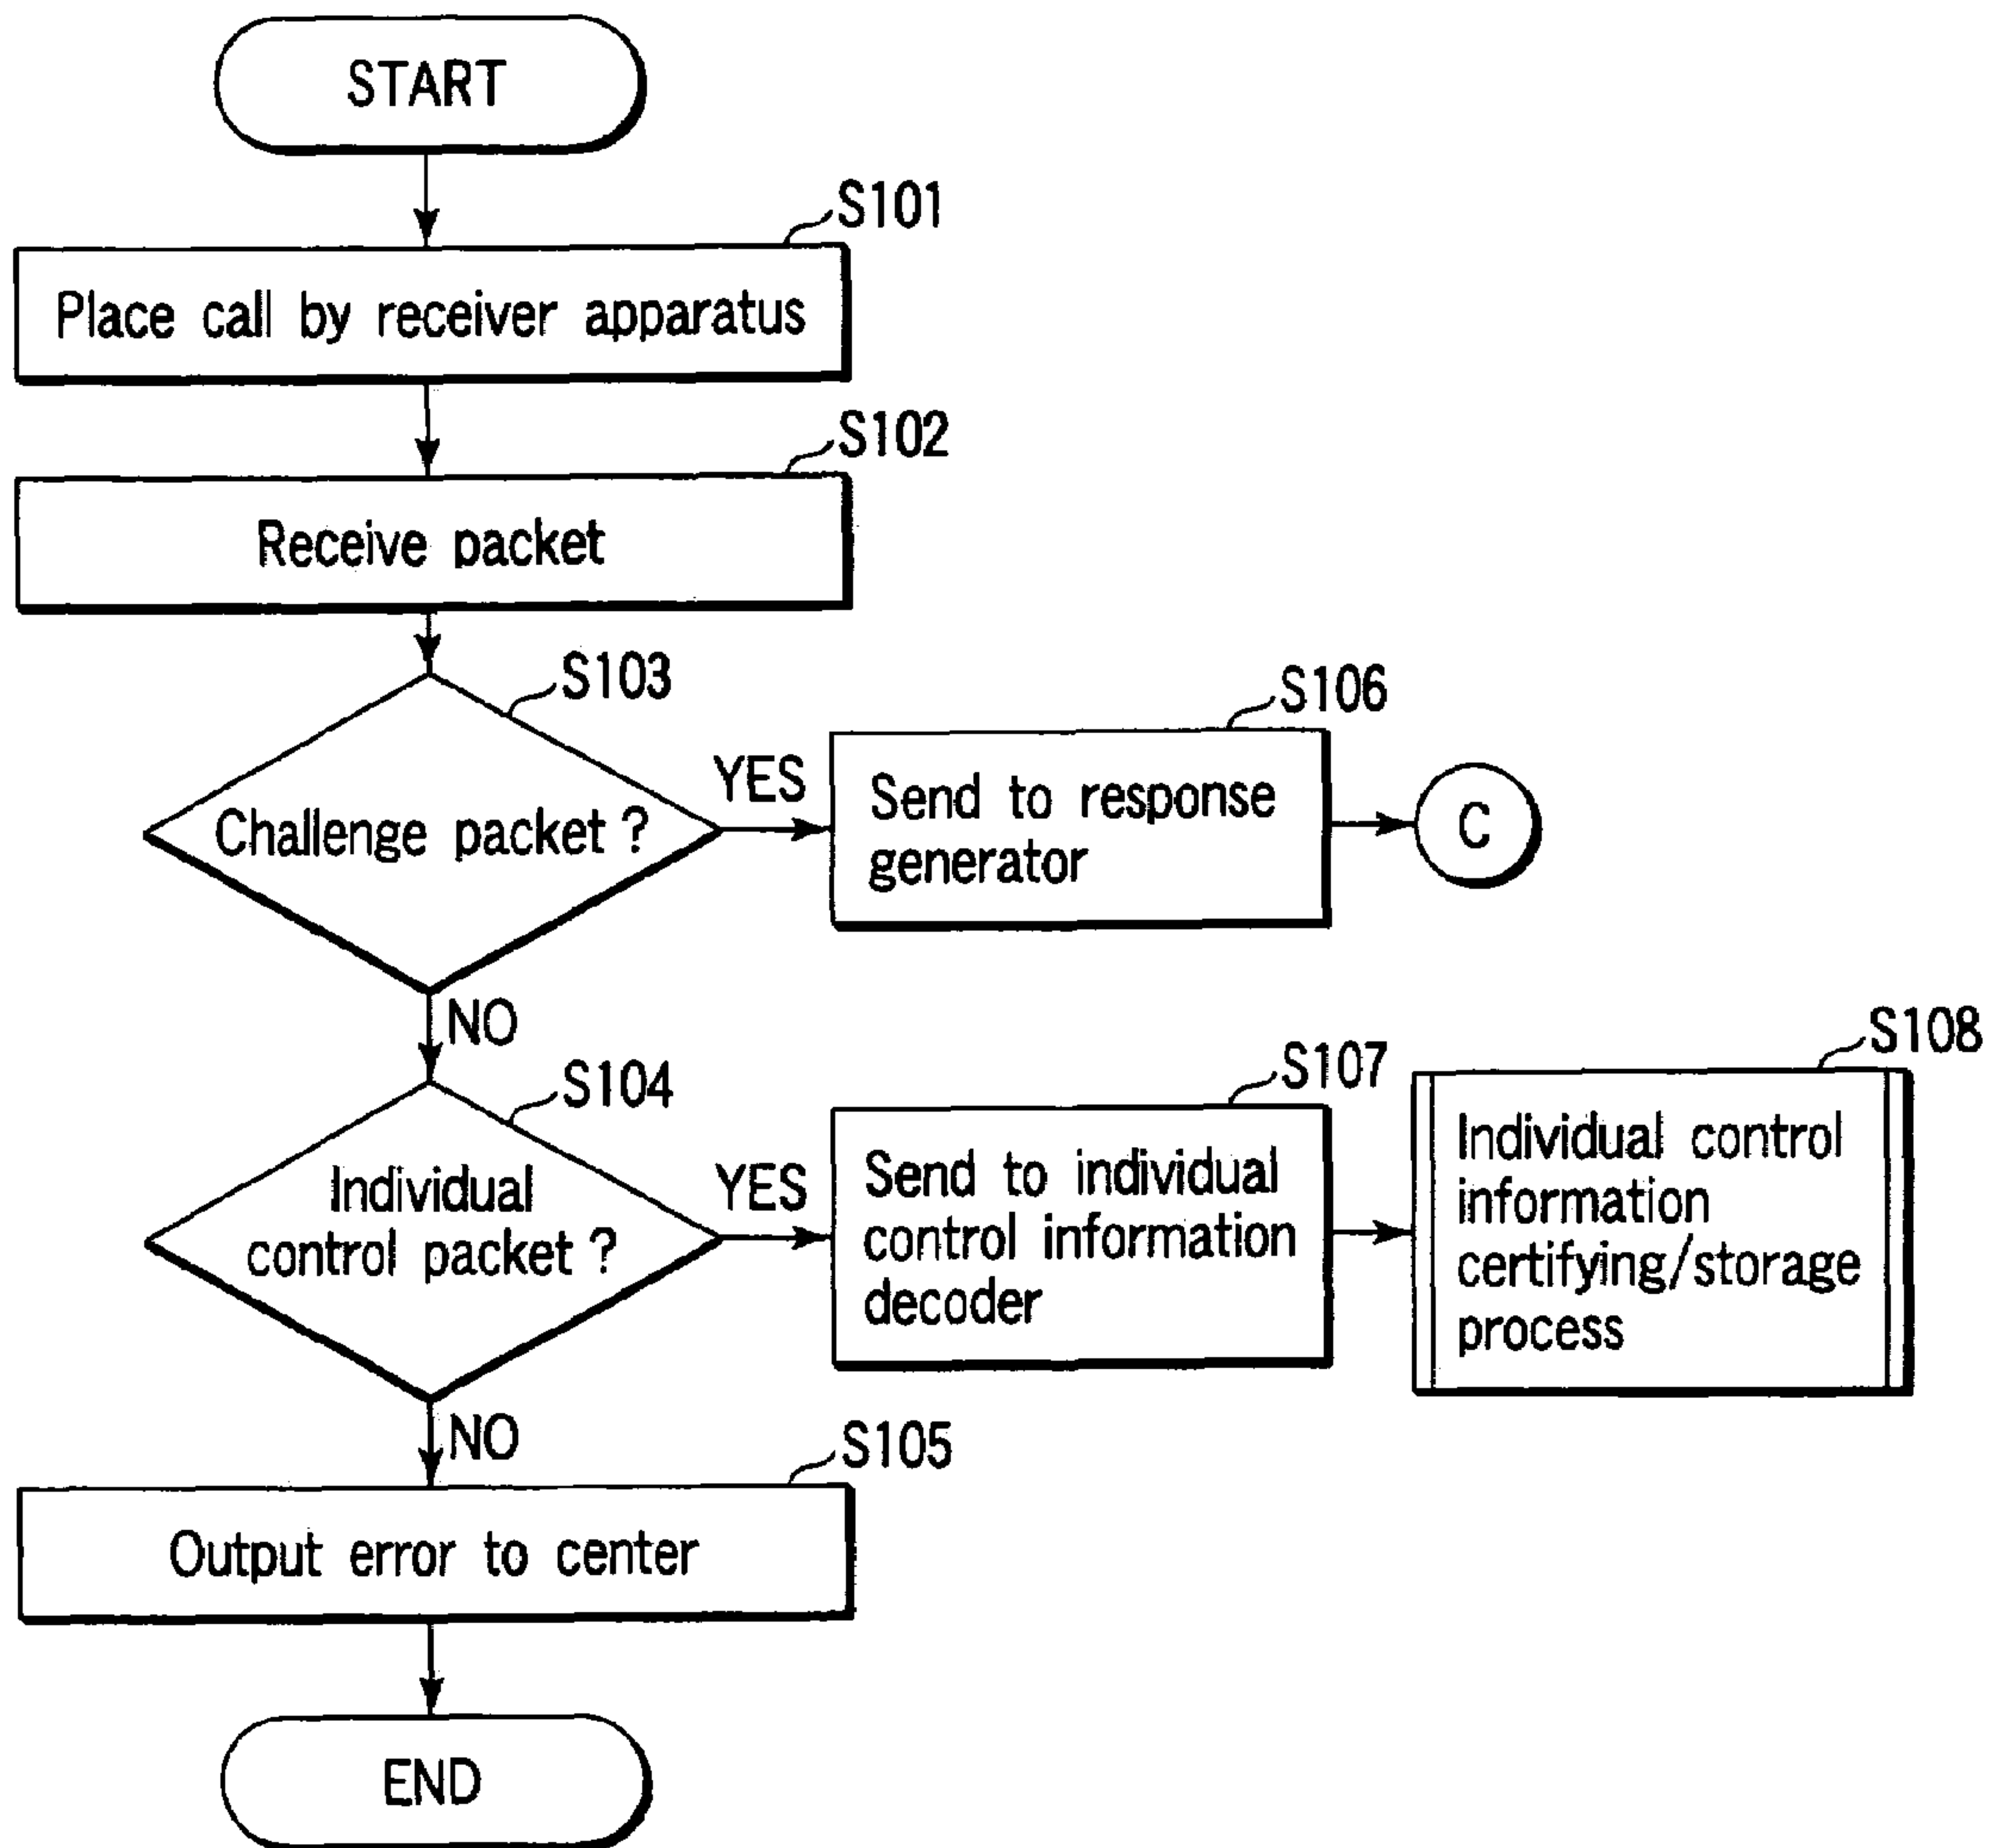 START
S101
Place call by receiver apparatus
S102
Receive packet
S103
Challenge packet ?
YES
S106
Send to response
generator
C
NO
S104
Individual
control packet ?
YES
S107
Send to individual
control information
decoder
S108
Individual control
information
certifying/storage
process
NO
S105
Output error to center
END